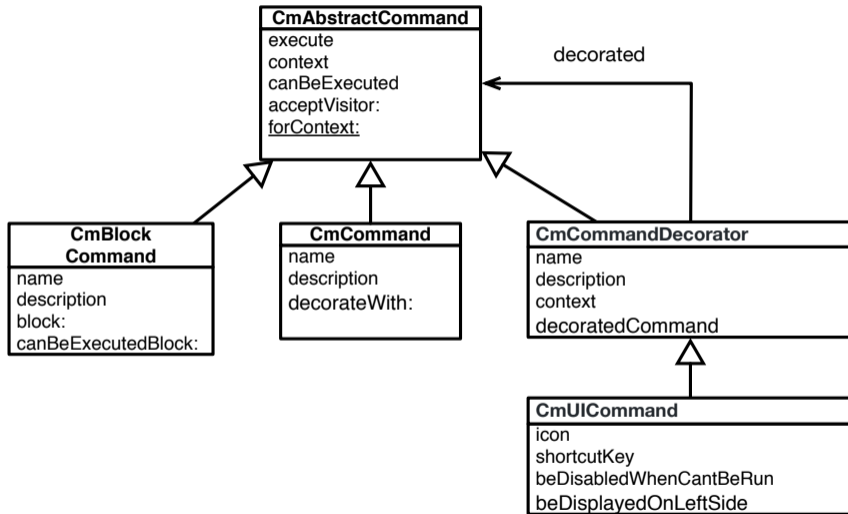 CmAbstractCommand
execute
context
canBeExecuted
acceptVisitor:
forContext:
decorated
CmBlock
Command
name
description
block:
canBeExecutedBlock:
CmCommand
name
description
decorateWith:
CmCommandDecorator
name
description
context
decoratedCommand
CmUICommand
icon
shortcutKey
beDisabledWhenCantBeRun
beDisplayedOnLeftSide